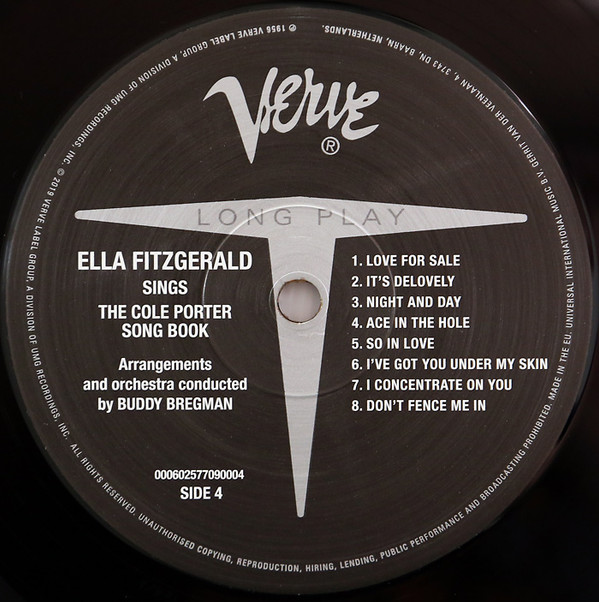 Verve
®
LONG PLAY
ELLA FITZGERALD
SINGS
THE COLE PORTER
SONG BOOK
Arrangements
and orchestra conducted
by BUDDY BREGMAN
000602577090004
SIDE 4
1. LOVE FOR SALE
2. IT'S DELOVELY
3. NIGHT AND DAY
4. ACE IN THE HOLE
5. SO IN LOVE
6. I'VE GOT YOU UNDER MY SKIN
7. I CONCENTRATE ON YOU
8. DON'T FENCE ME IN
℗ 1956 VERVE LABEL GROUP, A DIVISION OF UMG RECORDINGS, INC. © 2019 VERVE LABEL GROUP, A DIVISION OF UMG RECORDINGS, INC. ALL RIGHTS RESERVED. UNAUTHORISED COPYING, REPRODUCTION, HIRING, LENDING, PUBLIC PERFORMANCE AND BROADCASTING PROHIBITED. MADE IN THE EU. UNIVERSAL INTERNATIONAL MUSIC B.V. GERRIT VAN DER VEENLAAN 4, 3743 DN, BAARN, NETHERLANDS.